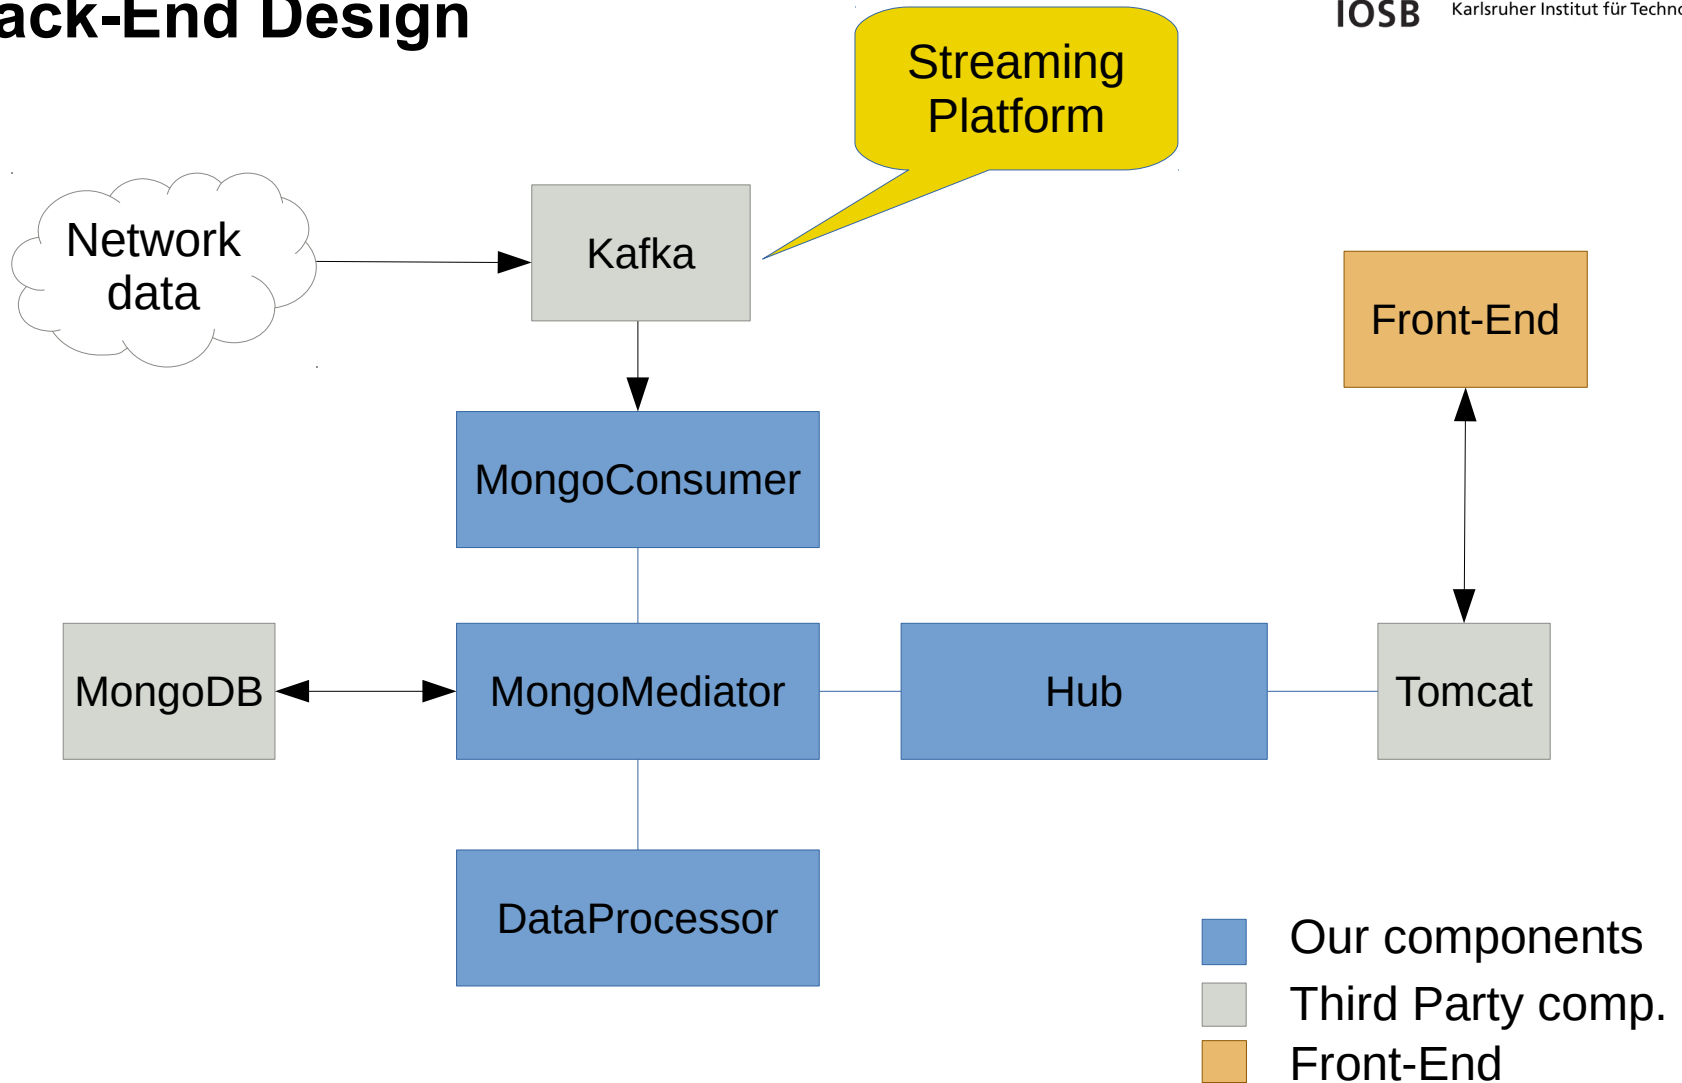 ack-End Design
IOSB
Karlsruher Institut für Techno
Streaming
Platform
Network
data
Kafka
Front-End
MongoConsumer
MongoDB
MongoMediator
Hub
Tomcat
DataProcessor
Our components
Third Party comp.
Front-End